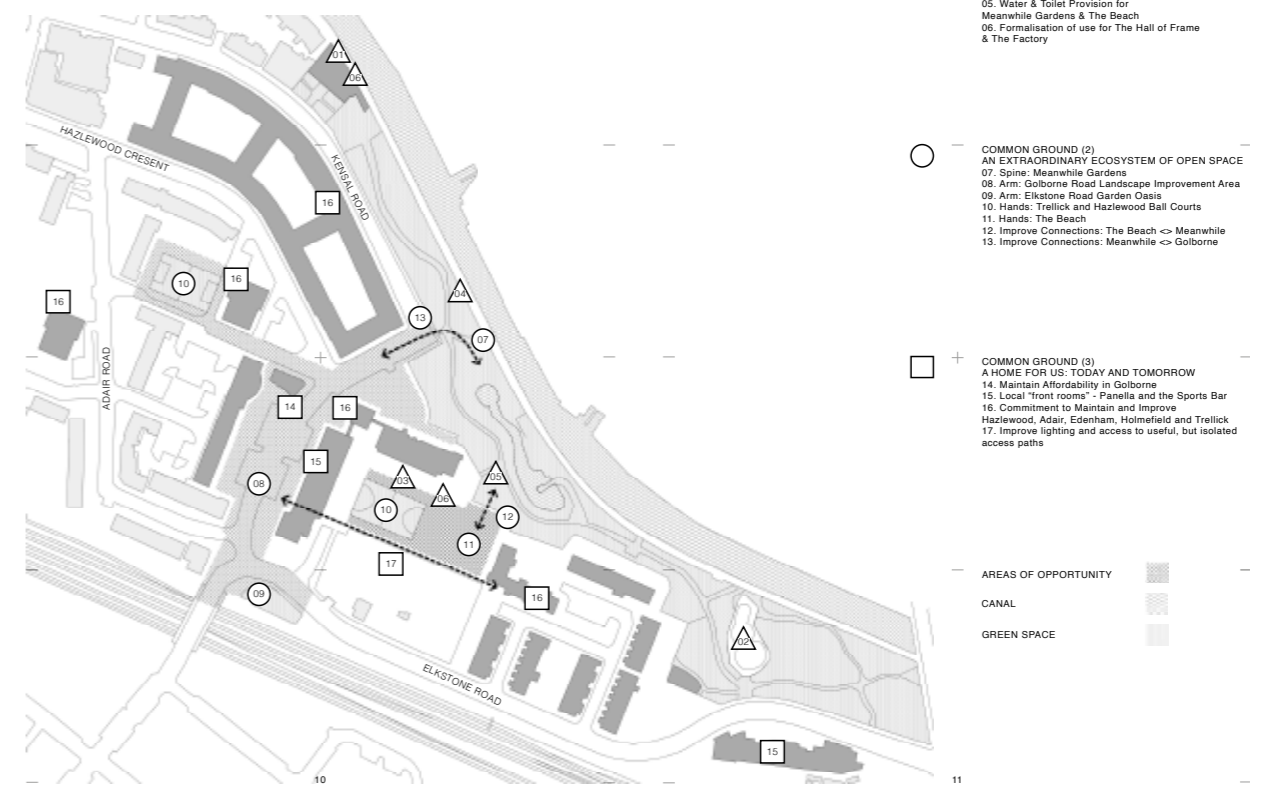 05. Water & Toilet Provision for
Meanwhile Gardens & The Beach
06. Formalisation of use for The Hall of Frame
& The Factory
COMMON GROUND (2)
AN EXTRAORDINARY ECOSYSTEM OF OPEN SPACE
07. Spine: Meanwhile Gardens
08. Arm: Golborne Road Landscape Improvement Area
09. Arm: Elkstone Road Garden Oasis
10. Hands: Trellick and Hazlewood Ball Courts
11. Hands: The Beach
12. Improve Connections: The Beach <> Meanwhile
13. Improve Connections: Meanwhile <> Golborne
COMMON GROUND (3)
A HOME FOR US: TODAY AND TOMORROW
14. Maintain Affordability in Golborne
15. Local “front rooms” - Panella and the Sports Bar
16. Commitment to Maintain and Improve
Hazlewood, Adair, Edenham, Holmefield and Trellick
17. Improve lighting and access to useful, but isolated
access paths
AREAS OF OPPORTUNITY
CANAL
GREEN SPACE
01
06
HAZLEWOOD CRESENT
KENSAL ROAD
16
10
16
16
04
13
07
ADAIR ROAD
14
16
15
03
05
08
06
10
12
11
17
09
16
02
ELKSTONE ROAD
15
10
11